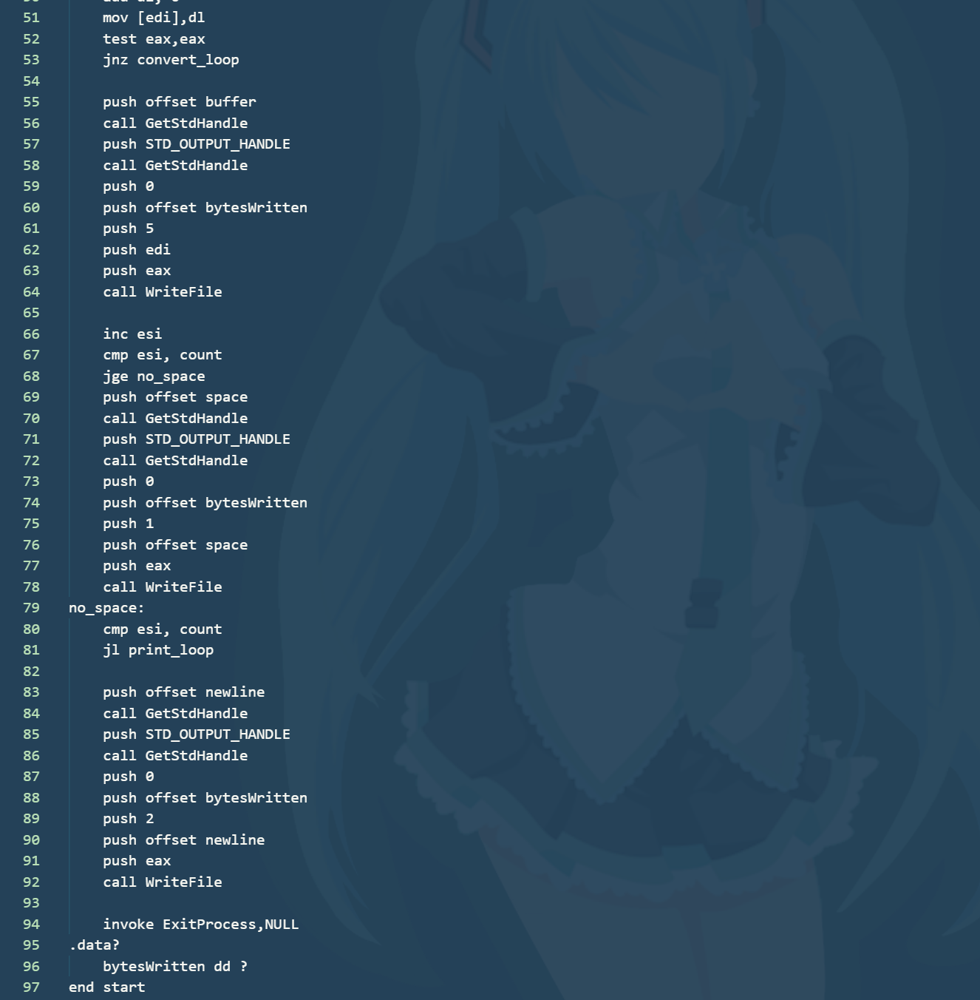 51 mov [edi],dl
52 test eax,eax
53 jnz convert_loop
54
55 push offset buffer
56 call GetStdHandle
57 push STD_OUTPUT_HANDLE
58 call GetStdHandle
59 push 0
60 push offset bytesWritten
61 push 5
62 push edi
63 push eax
64 call WriteFile
65
66 inc esi
67 cmp esi, count
68 jge no_space
69 push offset space
70 call GetStdHandle
71 push STD_OUTPUT_HANDLE
72 call GetStdHandle
73 push 0
74 push offset bytesWritten
75 push 1
76 push offset space
77 push eax
78 call WriteFile
79 no_space:
80 cmp esi, count
81 jl print_loop
82
83 push offset newline
84 call GetStdHandle
85 push STD_OUTPUT_HANDLE
86 call GetStdHandle
87 push 0
88 push offset bytesWritten
89 push 2
90 push offset newline
91 push eax
92 call WriteFile
93
94 invoke ExitProcess,NULL
95 .data?
96 bytesWritten dd ?
97 end start